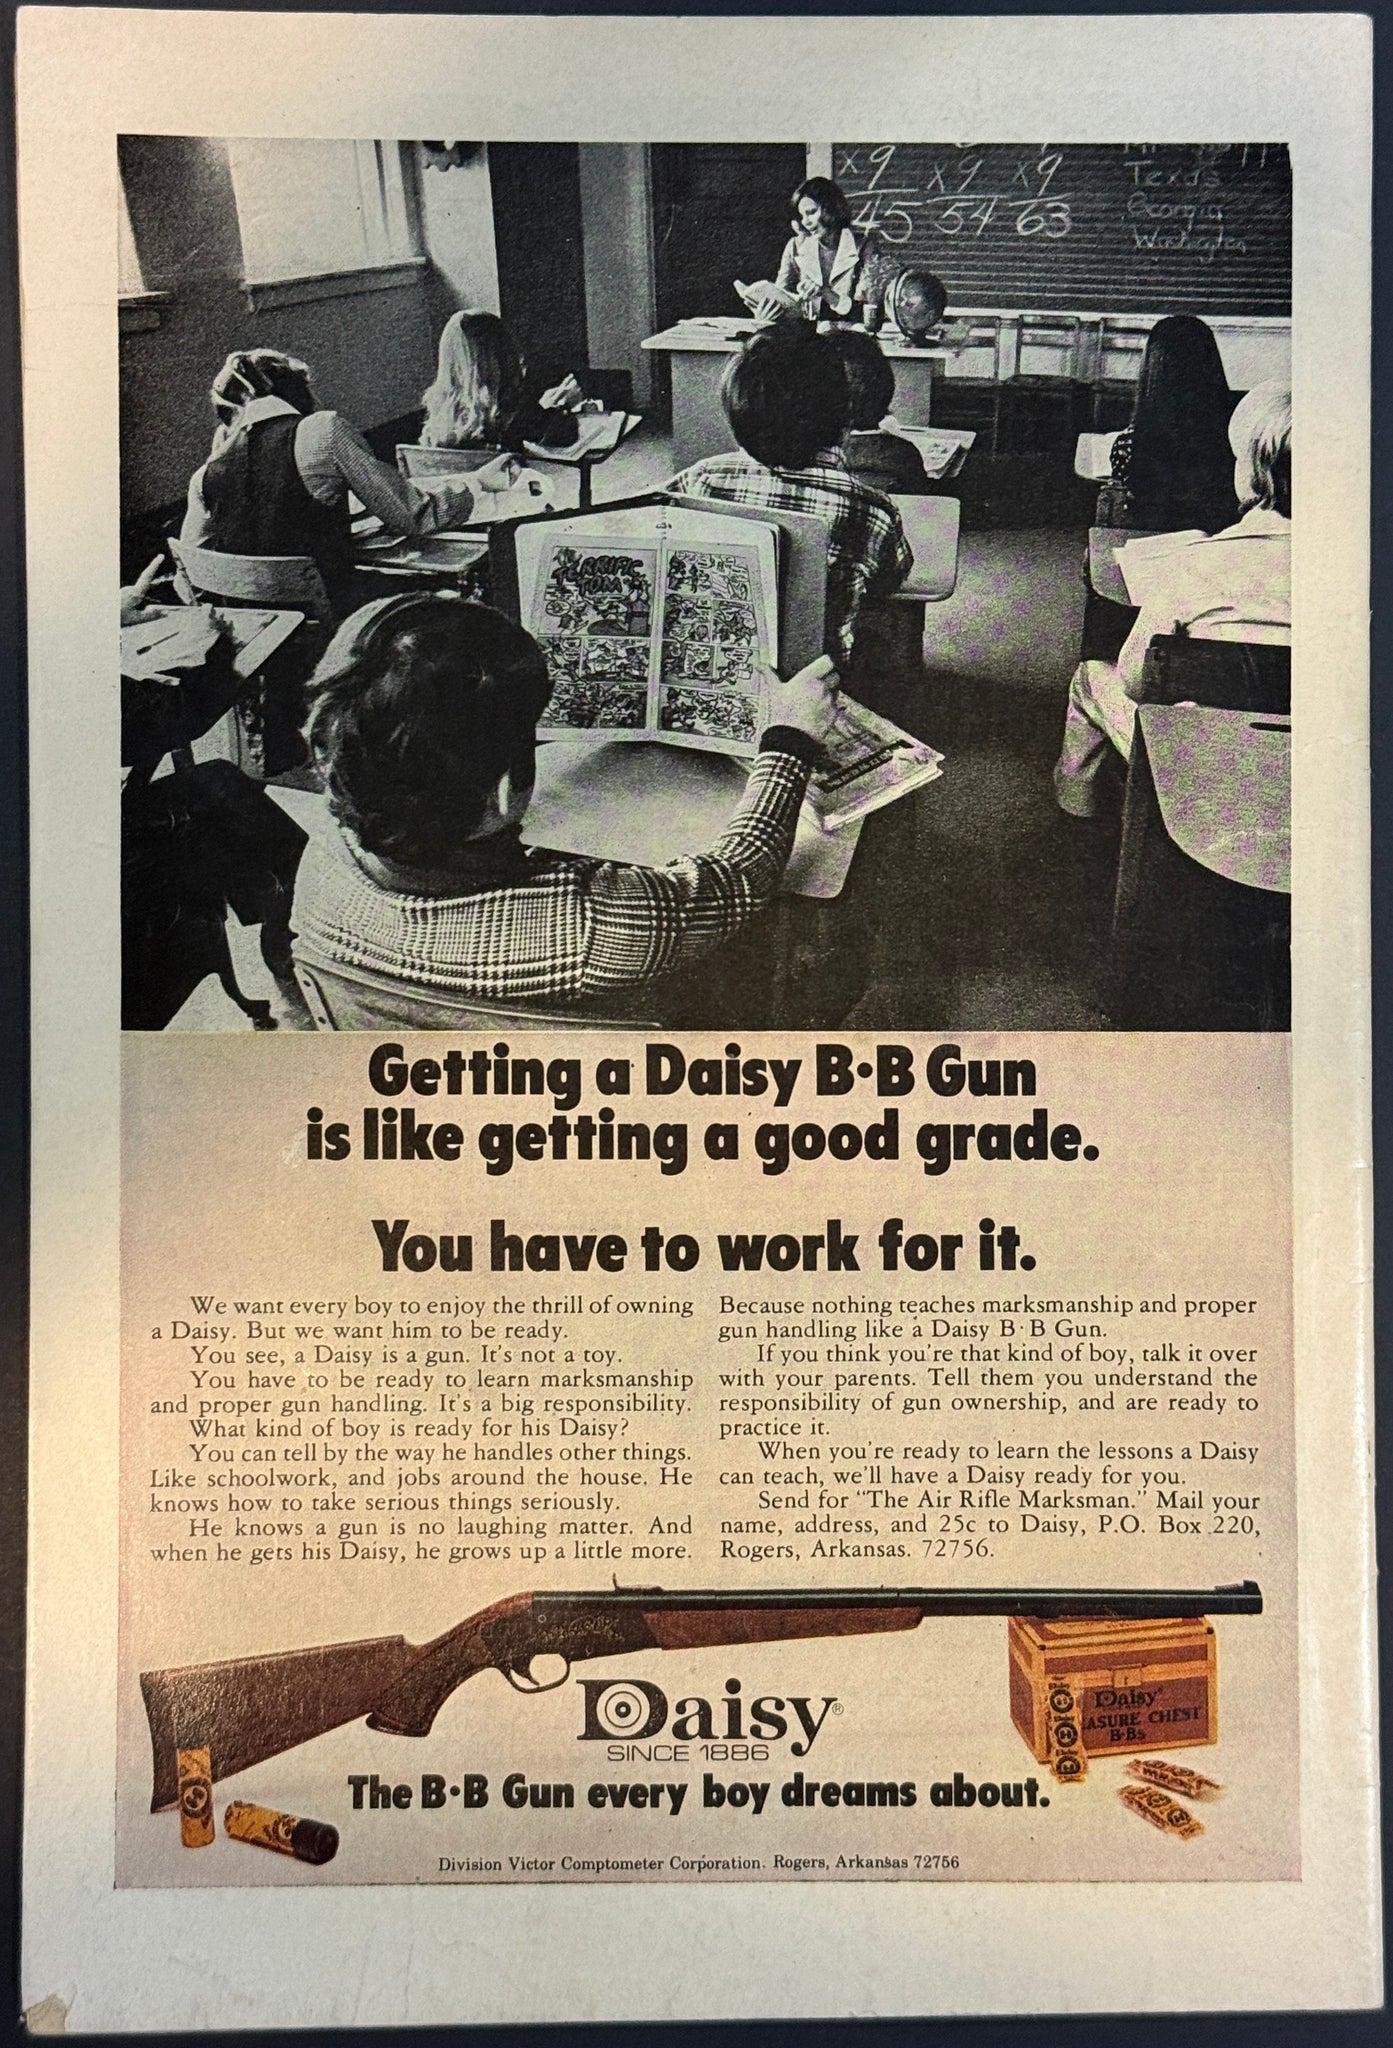 x9 x9 x9
45 54 63
Texas
Georgia
Washington
TERRIFIC
TOM
Getting a Daisy B·B Gun
is like getting a good grade.
You have to work for it.
We want every boy to enjoy the thrill of owning
a Daisy. But we want him to be ready.
You see, a Daisy is a gun. It's not a toy.
You have to be ready to learn marksmanship
and proper gun handling. It's a big responsibility.
What kind of boy is ready for his Daisy?
You can tell by the way he handles other things.
Like schoolwork, and jobs around the house. He
knows how to take serious things seriously.
He knows a gun is no laughing matter. And
when he gets his Daisy, he grows up a little more.
Because nothing teaches marksmanship and proper
gun handling like a Daisy B·B Gun.
If you think you're that kind of boy, talk it over
with your parents. Tell them you understand the
responsibility of gun ownership, and are ready to
practice it.
When you're ready to learn the lessons a Daisy
can teach, we'll have a Daisy ready for you.
Send for "The Air Rifle Marksman." Mail your
name, address, and 25c to Daisy, P.O. Box 220,
Rogers, Arkansas. 72756.
Daisy®
SINCE 1886
Daisy
ASURE CHEST
B·Bs
The B·B Gun every boy dreams about.
Division Victor Comptometer Corporation. Rogers, Arkansas 72756